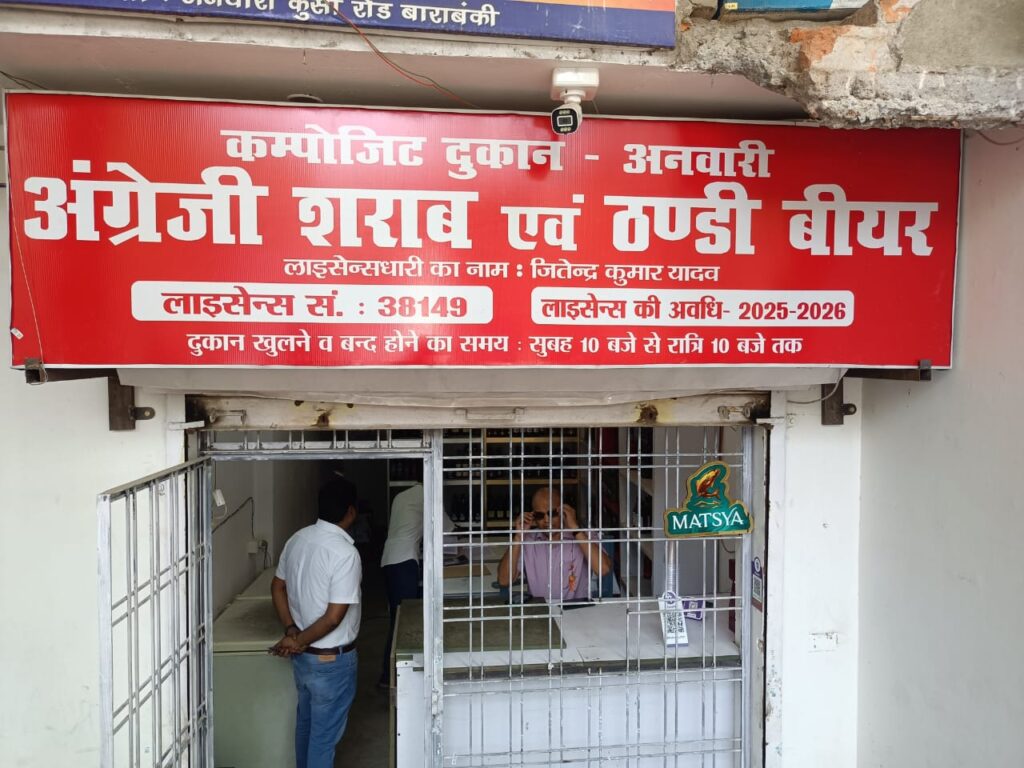 कुर्सी रोड बाराबंकी
कम्पोजिट दुकान - अनवारी
अंग्रेजी शराब एवं ठण्डी बीयर
लाइसेन्सधारी का नाम : जितेन्द्र कुमार यादव
लाइसेन्स सं. : 38149
लाइसेन्स की अवधि- 2025-2026
दुकान खुलने व बन्द होने का समय : सुबह 10 बजे से रात्रि 10 बजे तक
MATSYA